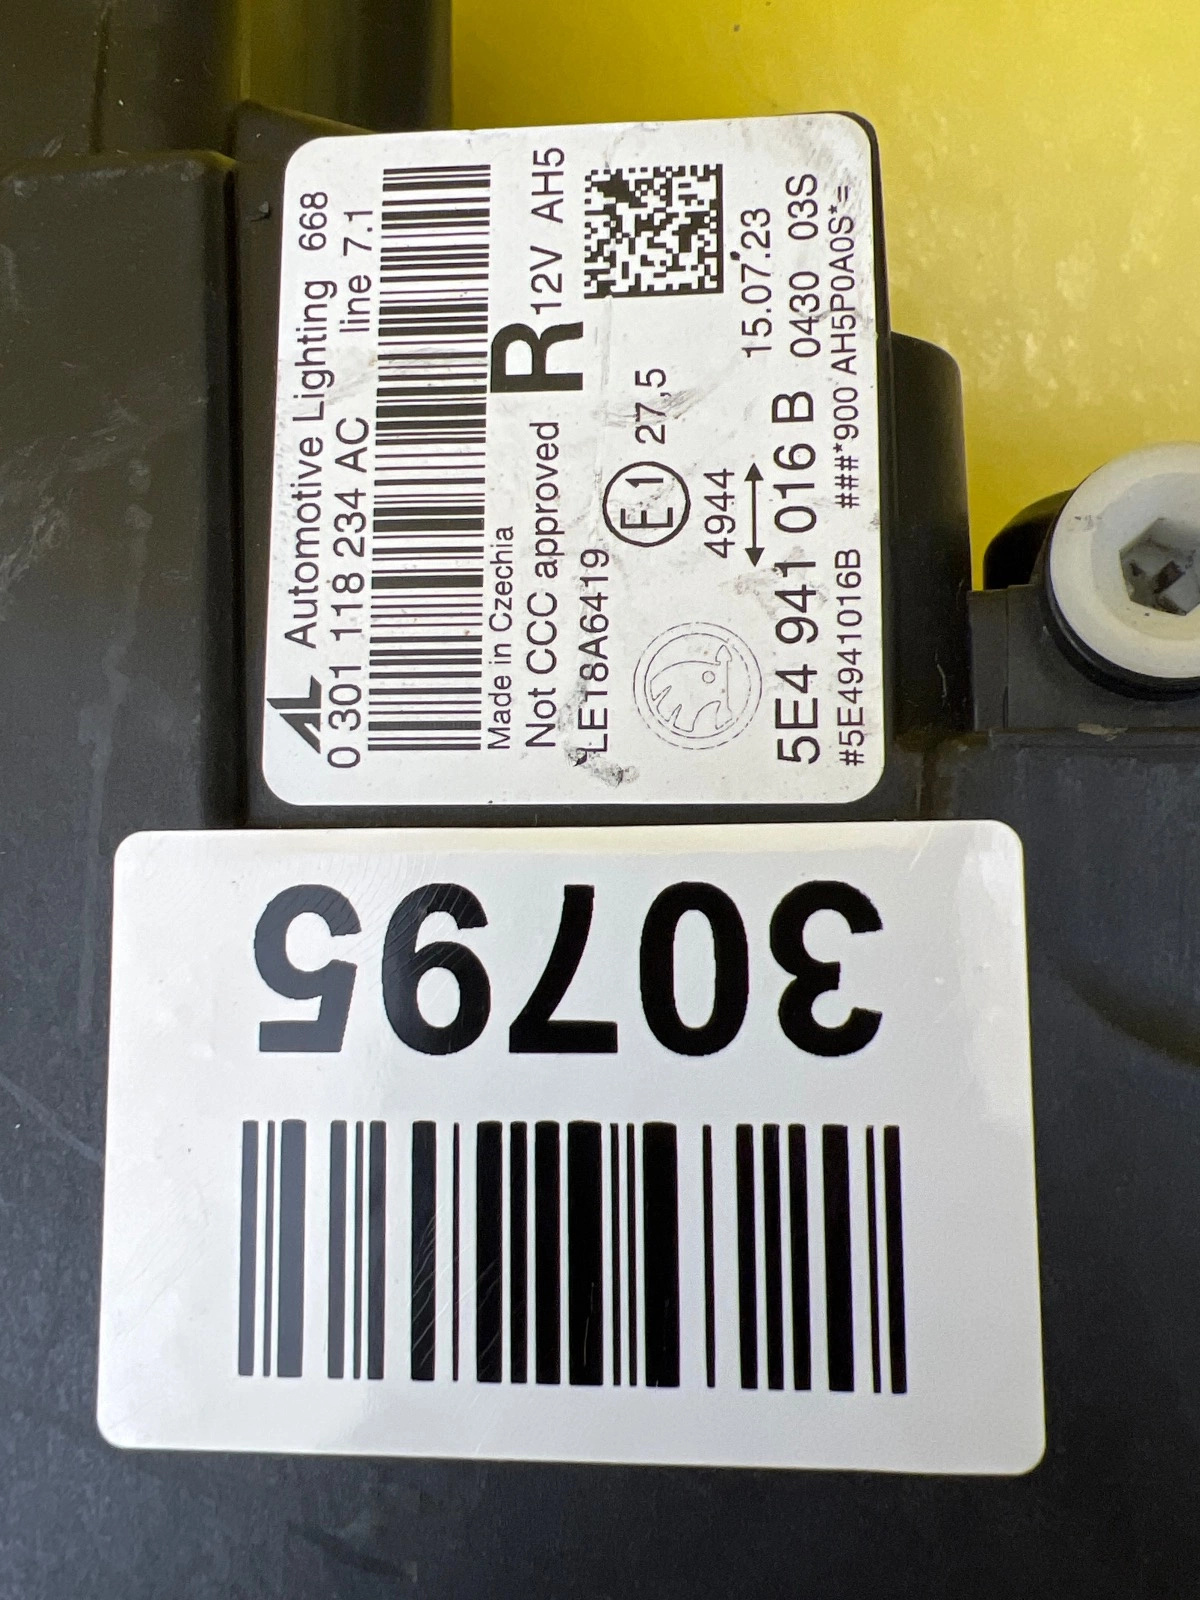 Automotive Lighting 668
0 301 118 234 AC line 7.1
Made in Czechia
Not CCC approved R 12V AH5
LE18A6419
E1 27,5
4944
15.07.23
5E4 941 016 B 0430 03S
#5E4941016B ###*900 AH5P0A0S*=
30795